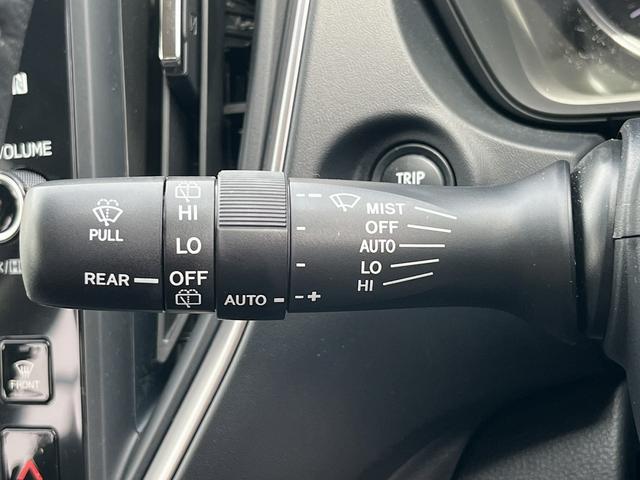 VOLUME
TRIP
PULL
REAR
HI
LO
OFF
AUTO
- +
MIST
OFF
AUTO
LO
HI
FRONT